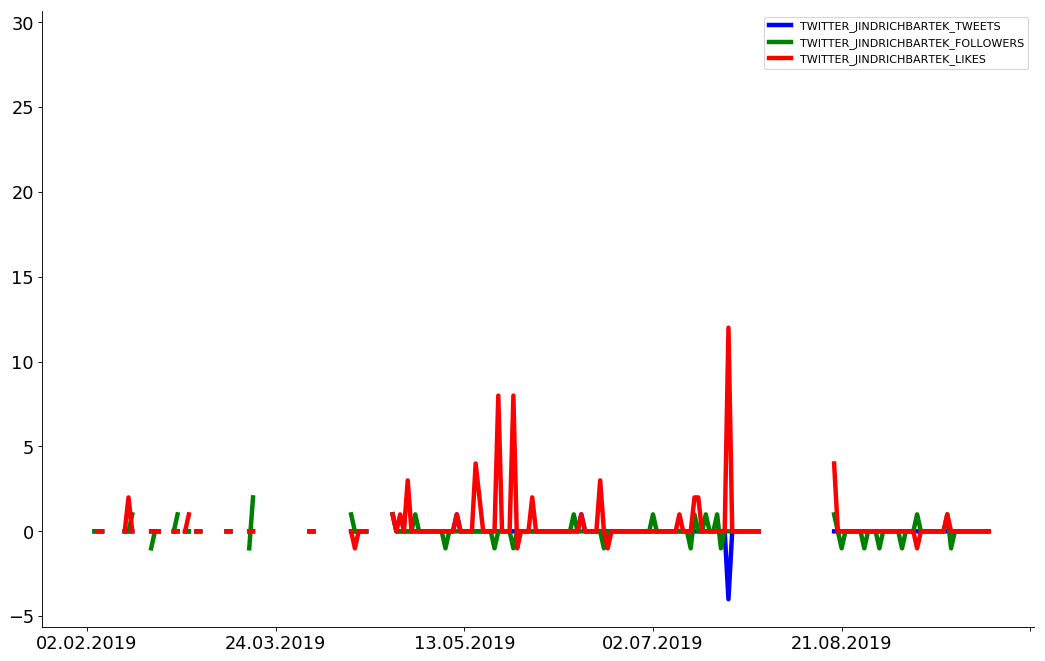 30
TWITTER_JINDRICHBARTEK_TWEETS
TWITTER_JINDRICHBARTEK_FOLLOWERS
TWITTER_JINDRICHBARTEK_LIKES
25
20
15
10
5
0
−5
02.02.2019 24.03.2019 13.05.2019 02.07.2019 21.08.2019